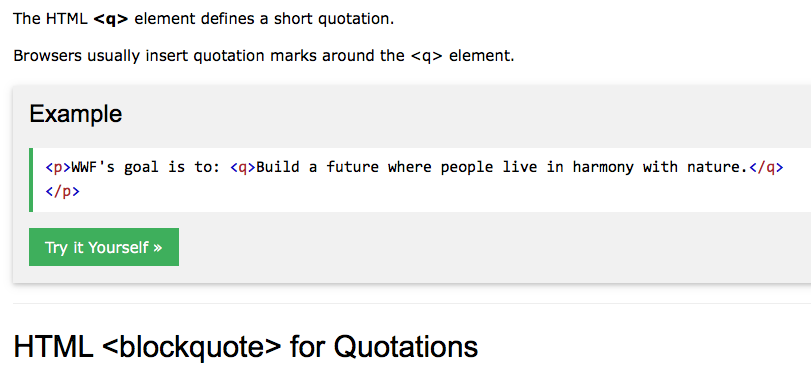 The HTML <q> element defines a short quotation.
Browsers usually insert quotation marks around the <q> element.
Example
<p>WWF's goal is to: <q>Build a future where people live in harmony with nature.</q>
</p>
Try it Yourself »
HTML <blockquote> for Quotations